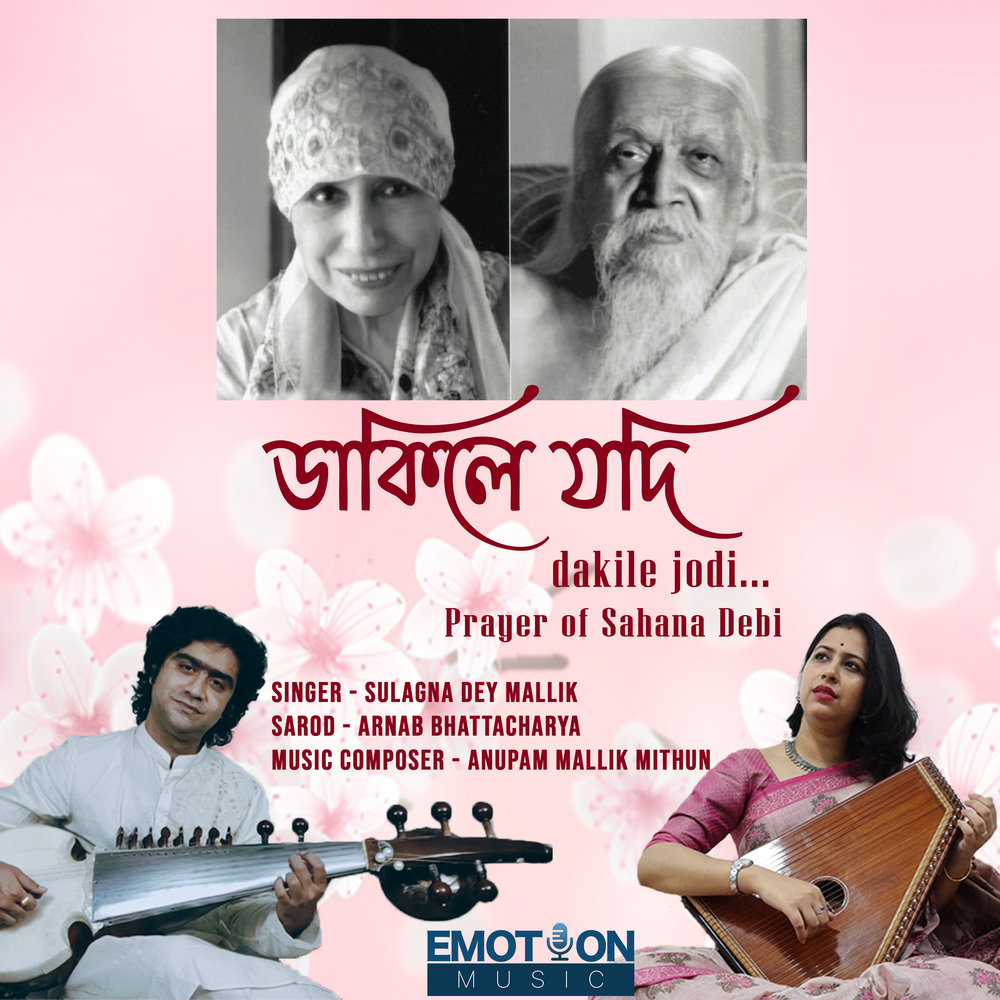 ডাকিলে যদি
dakile jodi...
Prayer of Sahana Debi
SINGER - SULAGNA DEY MALLIK
SAROD - ARNAB BHATTACHARYA
MUSIC COMPOSER - ANUPAM MALLIK MITHUN
EMOTION
MUSIC